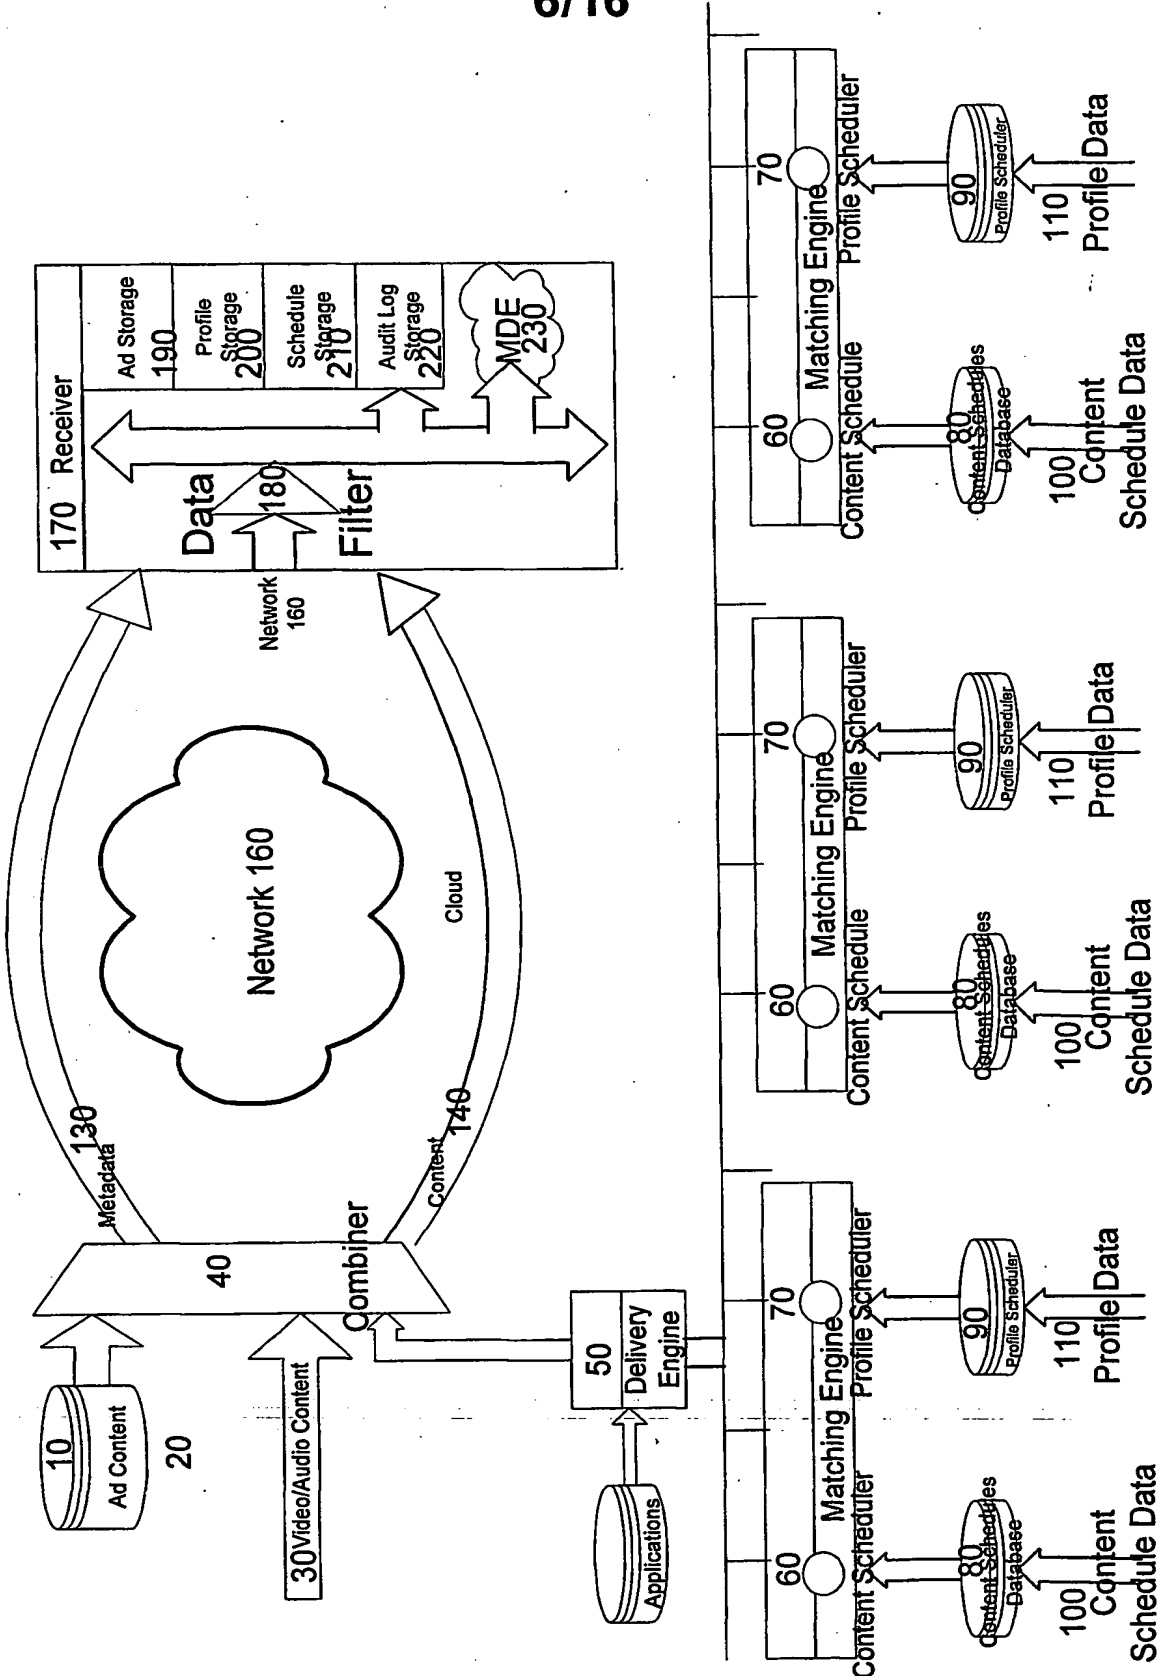 6/16
10
Ad Content
20
30 Video/Audio Content
40
Combiner
Metadata
130
Content
140
Network 160
Cloud
Network
160
170 Receiver
Data
180
Filter
Ad Storage
190
Profile
Storage
200
Schedule
Storage
210
Audit Log
Storage
220
MDE
230
Applications
50
Delivery
Engine
60
70
Matching Engine
Content Scheduler
Profile Scheduler
80
Content Schedules
Database
90
Profile Scheduler
100
Content
Schedule Data
110
Profile Data
60
70
Matching Engine
Content Schedule
Profile Scheduler
80
Content Schedules
Database
90
Profile Scheduler
100
Content
Schedule Data
110
Profile Data
60
70
Matching Engine
Content Schedule
Profile Scheduler
80
Content Schedules
Database
90
Profile Scheduler
100
Content
Schedule Data
110
Profile Data